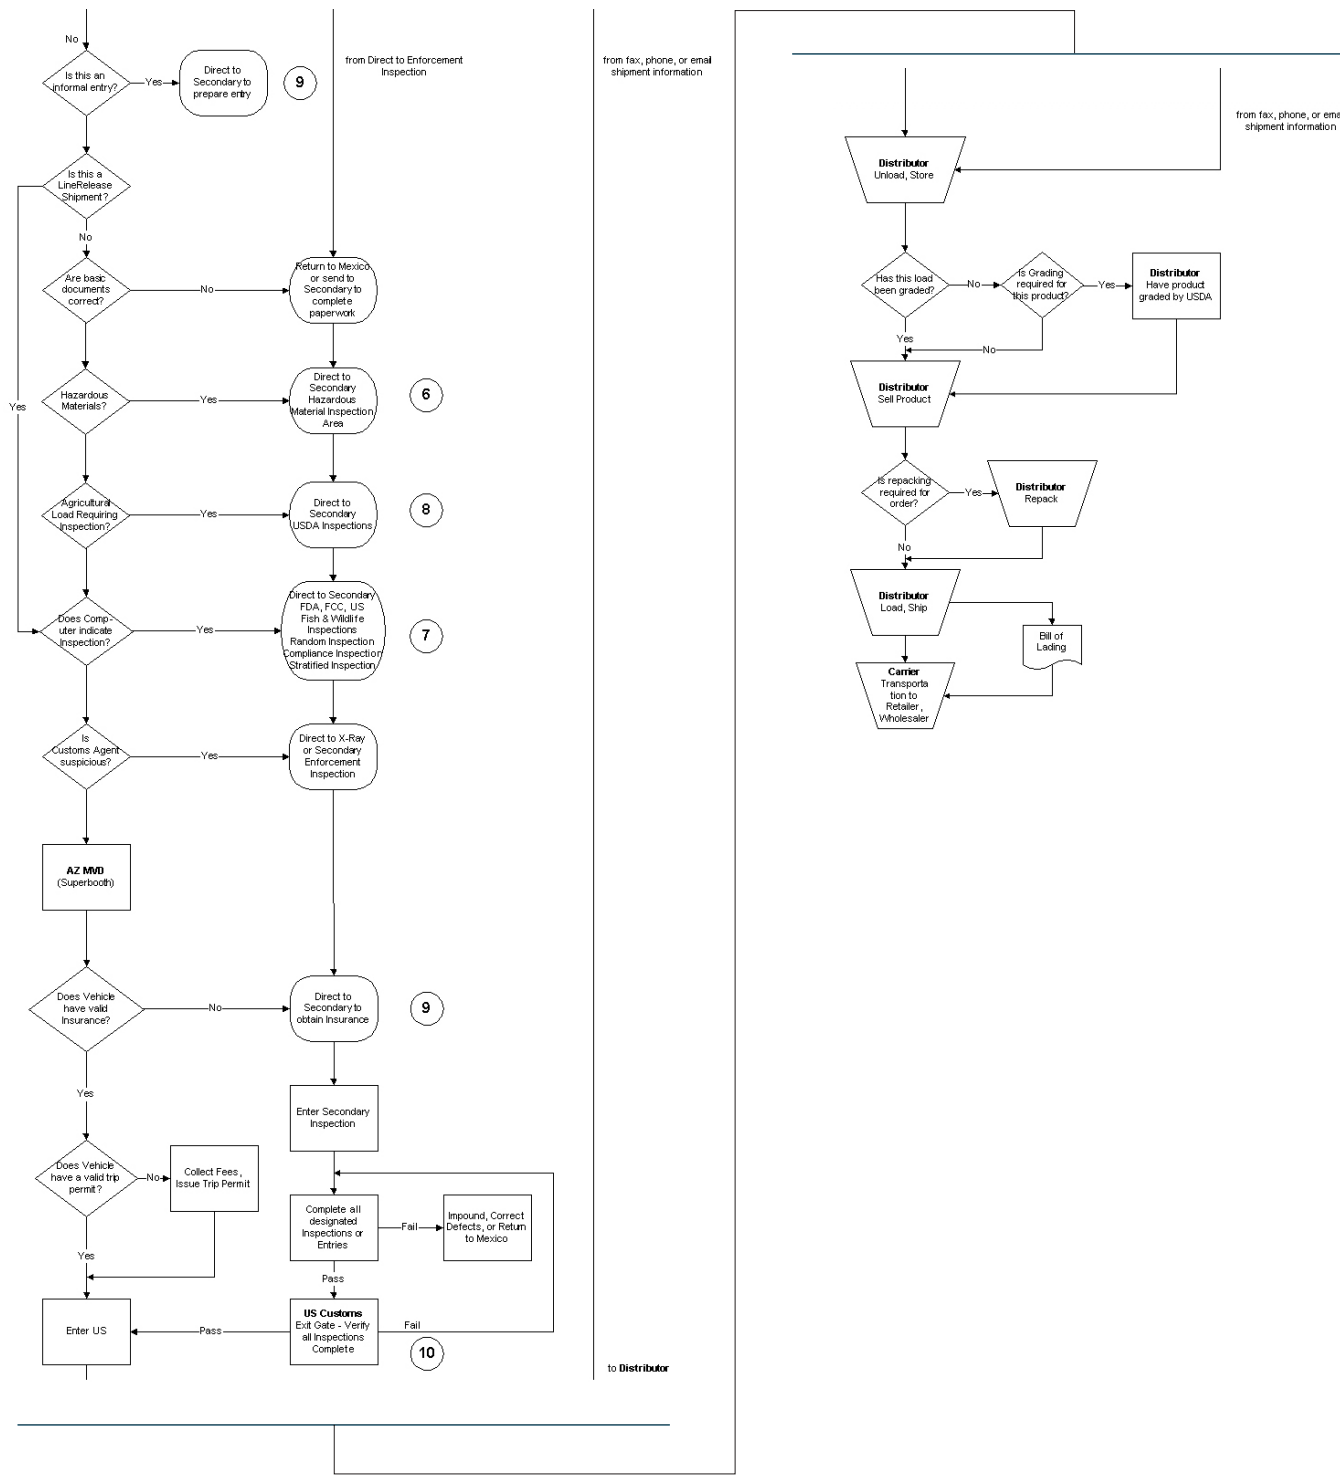 No
Is this an
informal entry?
Yes
Direct to
Secondary to
prepare entry
9
from Direct to Enforcement
Inspection
from fax, phone, or email
shipment information
Is this a
LineRelease
Shipment?
No
Yes
Are basic
documents
correct?
No
Return to Mexico
or send to
Secondary to
complete
paperwork
Hazardous
Materials?
Yes
Direct to
Secondary
Hazardous
Material Inspection
Area
6
Agricultural
Load Requiring
Inspection?
Yes
Direct to
Secondary
USDA Inspections
8
Does Comp-
uter indicate
Inspection?
Yes
Direct to Secondary
FDA, FCC, US
Fish & Wildlife
Inspections
Random Inspection
Compliance Inspection
Stratified Inspection
7
Is
Customs Agent
suspicious?
Yes
Direct to X-Ray
or Secondary
Enforcement
Inspection
AZ MVD
(Superbooth)
Does Vehicle
have valid
Insurance?
No
Direct to
Secondary to
obtain Insurance
9
Yes
Enter Secondary
Inspection
Does Vehicle
have a valid trip
permit?
No
Collect Fees,
Issue Trip Permit
Complete all
designated
Inspections or
Entries
Fail
Impound, Correct
Defects, or Return
to Mexico
Yes
Pass
Enter US
Pass
US Customs
Exit Gate - Verify
all Inspections
Complete
Fail
10
to Distributor
from fax, phone, or ema
shipment information
Distributor
Unload, Store
Has this load
been graded?
No
Is Grading
required for
this product?
Yes
Distributor
Have product
graded by USDA
Yes
No
Distributor
Sell Product
Is repacking
required for
order?
Yes
Distributor
Repack
No
Distributor
Load, Ship
Bill of
Lading
Carrier
Transporta
tion to
Retailer,
Wholesaler